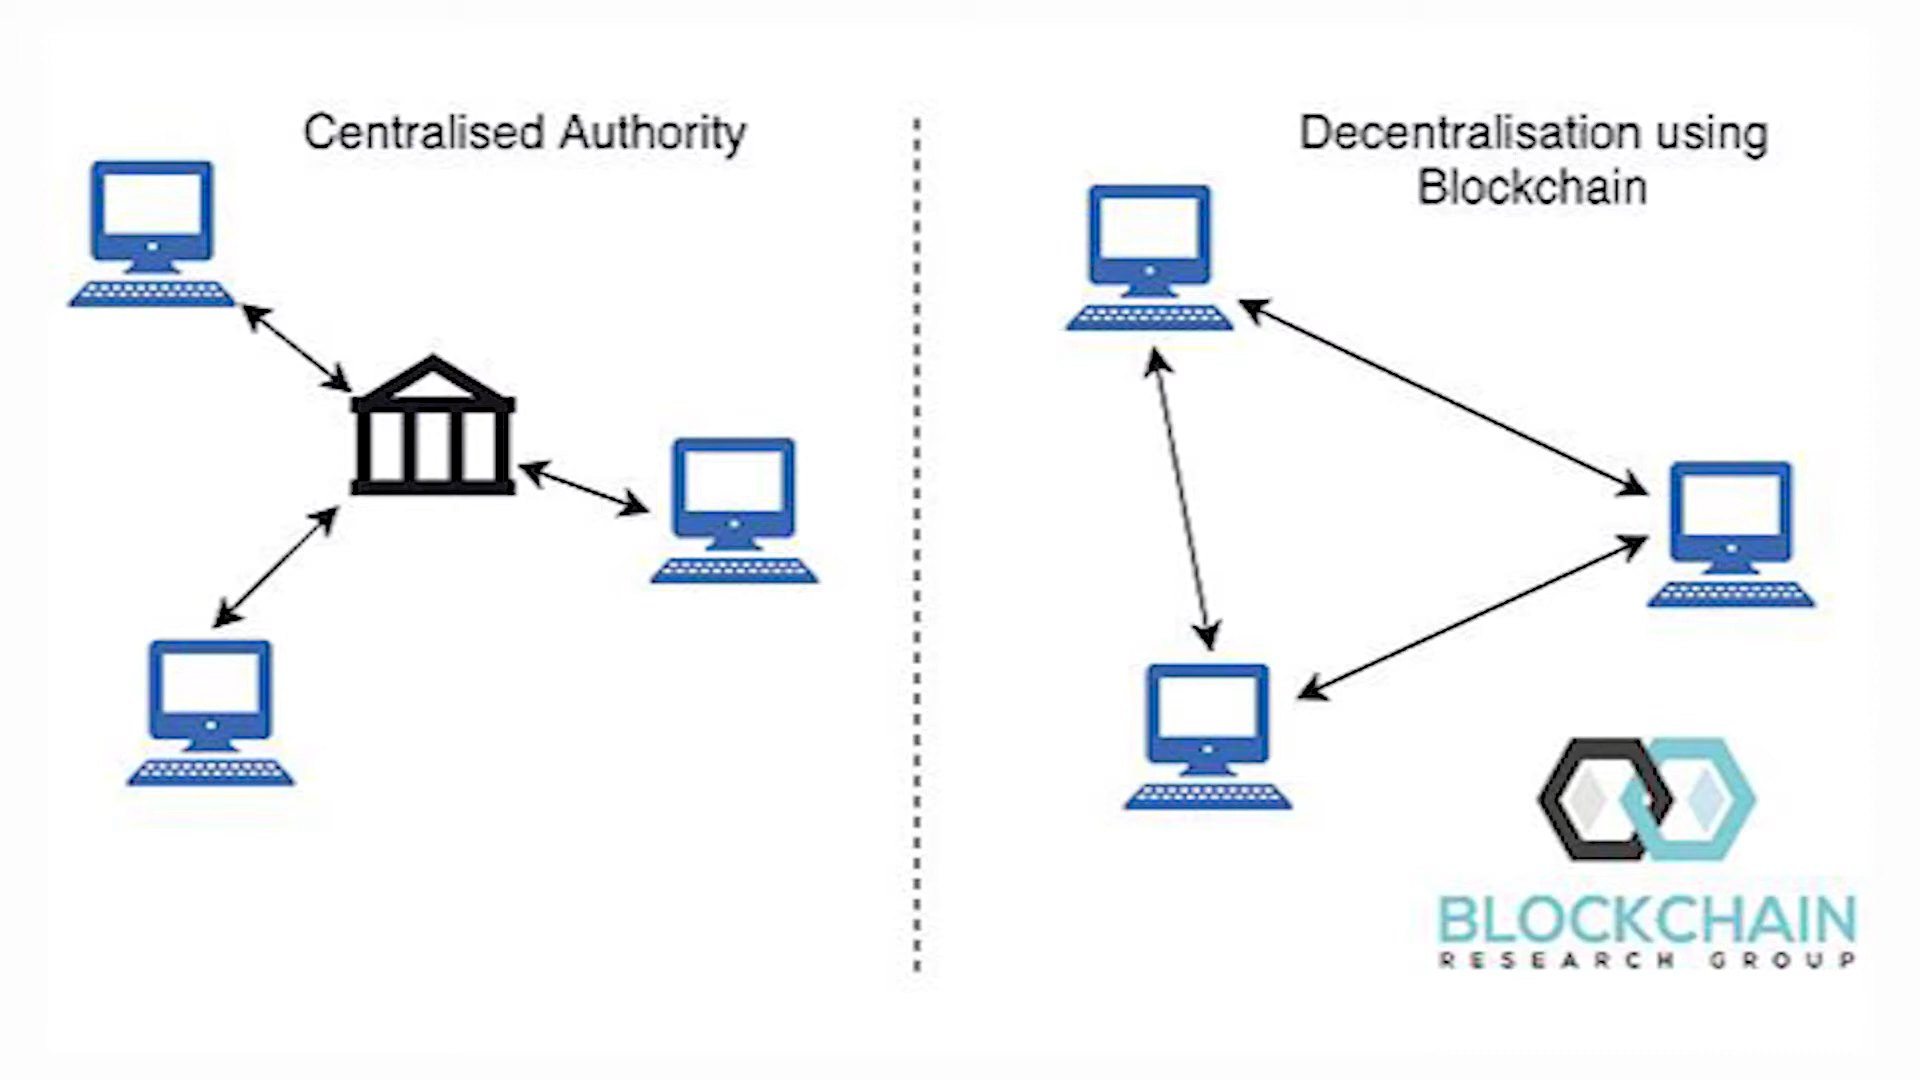 Centralised Authority
Decentralisation using
Blockchain
BLOCKCHAIN
RESEARCH GROUP